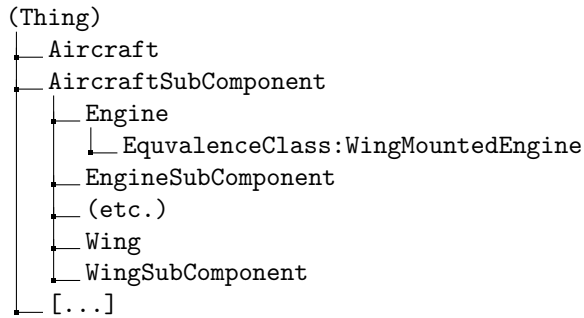 (Thing)
Aircraft
AircraftSubComponent
Engine
EquvalenceClass:WingMountedEngine
EngineSubComponent
(etc.)
Wing
WingSubComponent
[...]